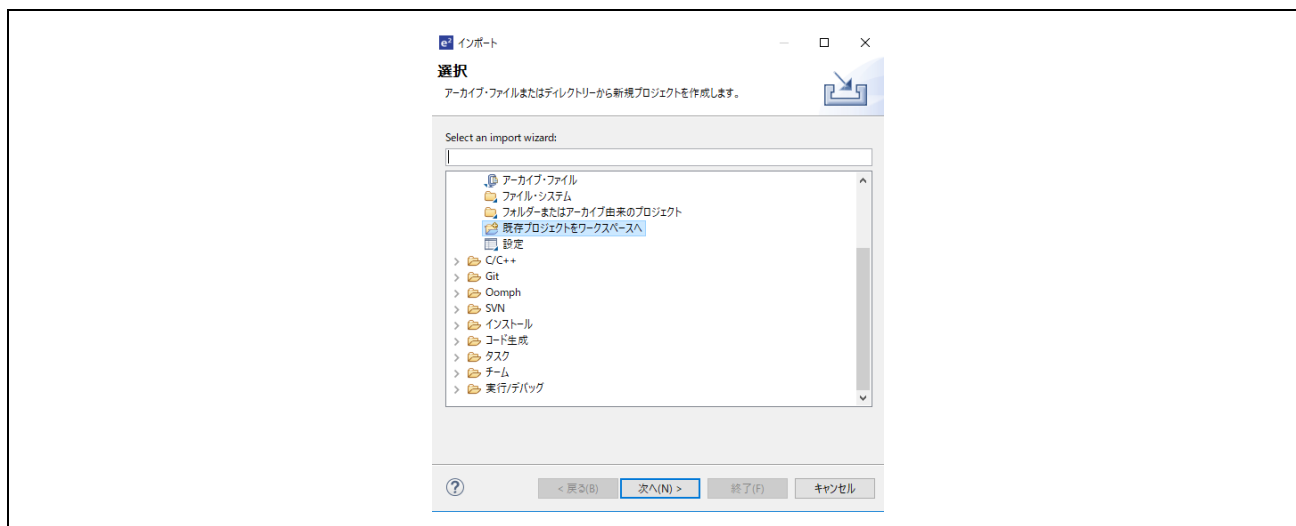 e² インポート
選択
アーカイブ・ファイルまたはディレクトリーから新規プロジェクトを作成します。
Select an import wizard:
アーカイブ・ファイル
ファイル・システム
フォルダーまたはアーカイブ由来のプロジェクト
既存プロジェクトをワークスペースへ
設定
> C/C++
> Git
> Oomph
> SVN
> インストール
> コード生成
> タスク
> チーム
> 実行/デバッグ
? < 戻る(B) 次へ(N) > 終了(F) キャンセル